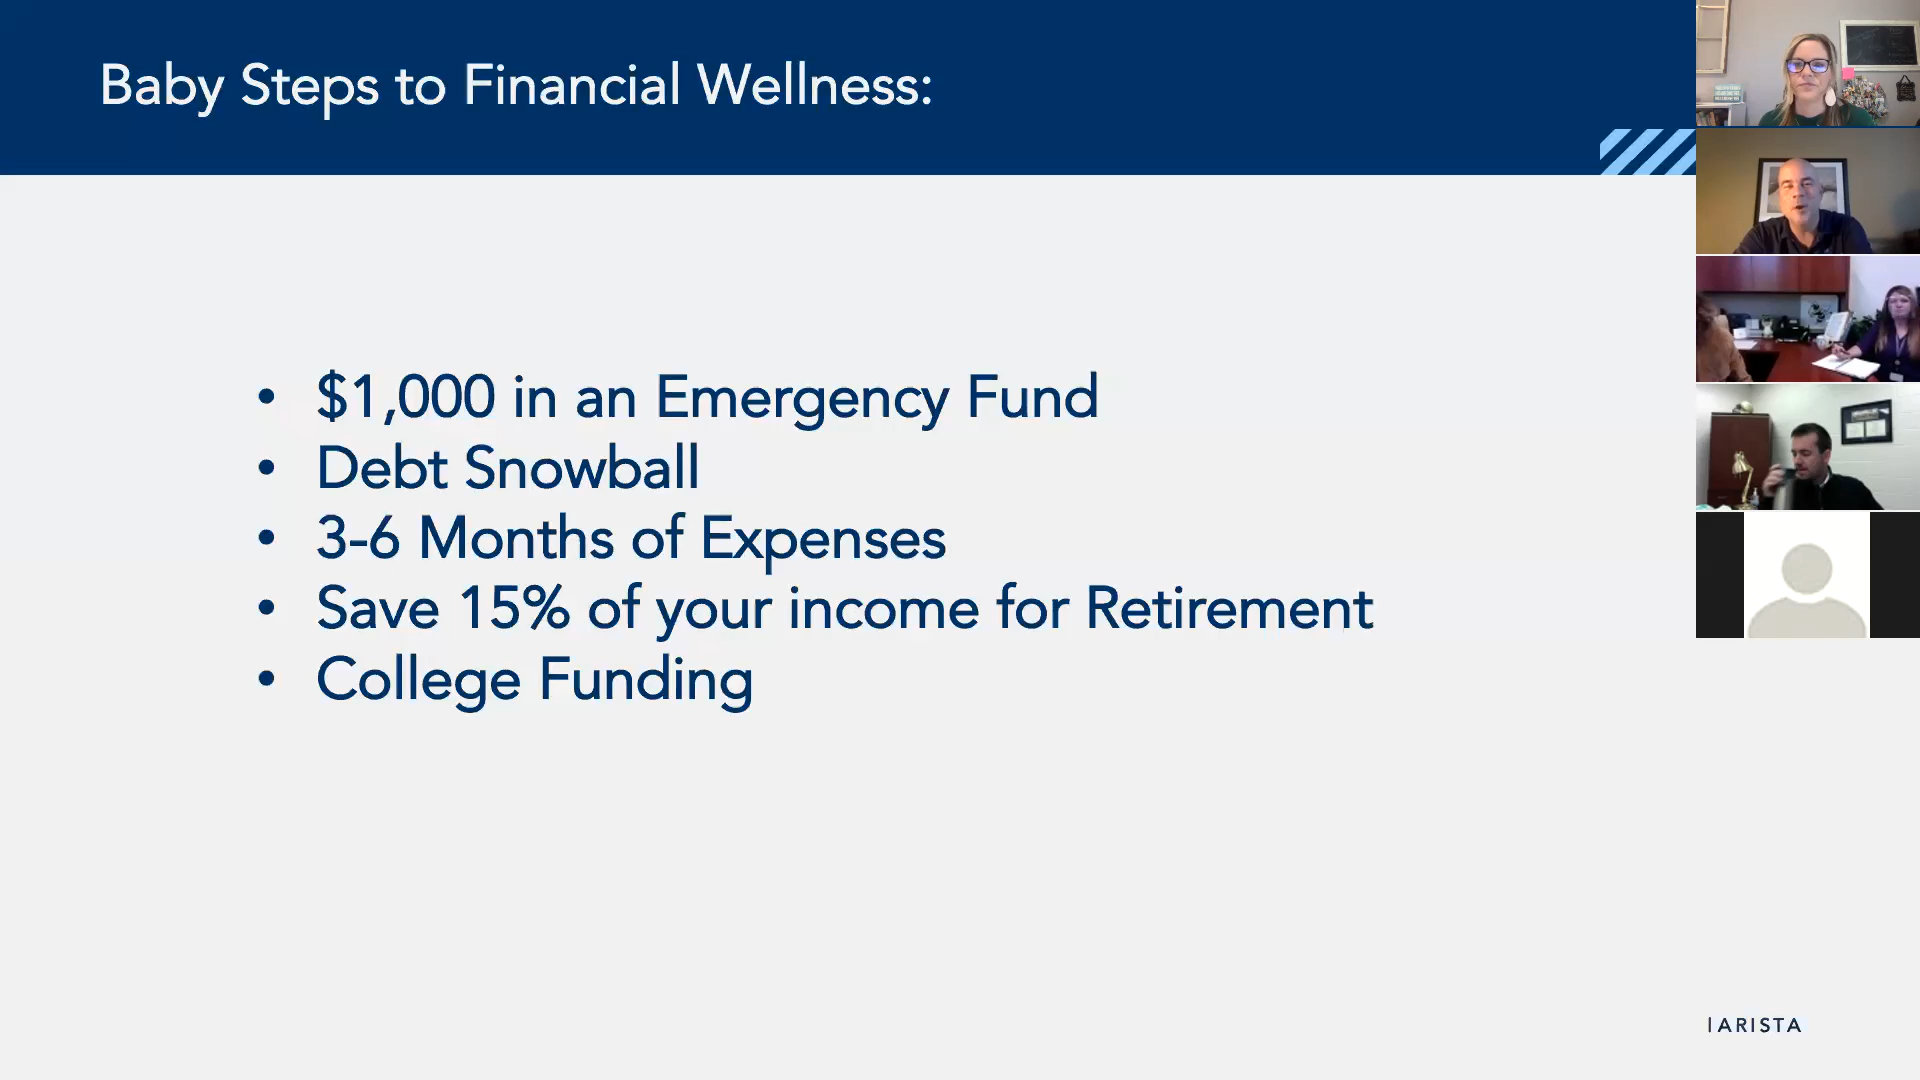 Baby Steps to Financial Wellness:
• $1,000 in an Emergency Fund
• Debt Snowball
• 3-6 Months of Expenses
• Save 15% of your income for Retirement
• College Funding
| ARISTA